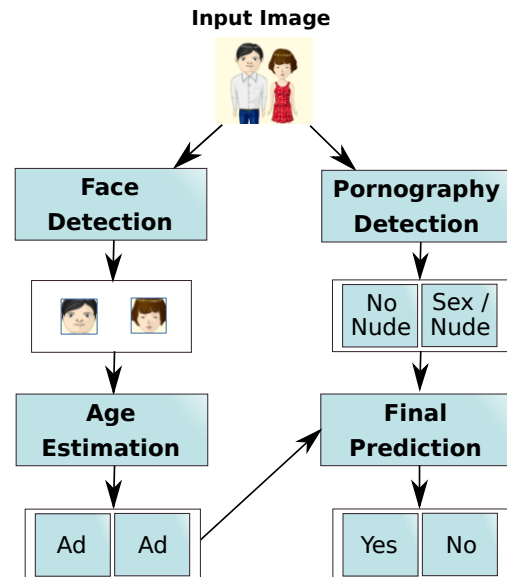 Input Image
Face
Detection
Pornography
Detection
No
Nude
Sex /
Nude
Age
Estimation
Final
Prediction
Ad
Ad
Yes
No